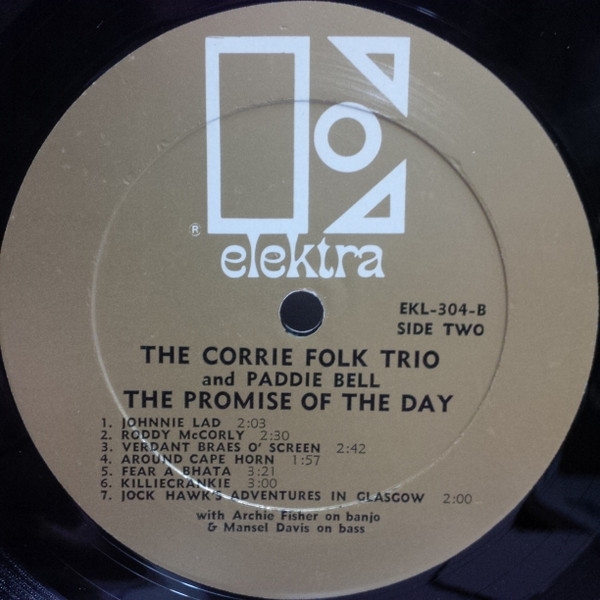 ®
elektra
EKL-304-B
SIDE TWO
THE CORRIE FOLK TRIO
and PADDIE BELL
THE PROMISE OF THE DAY
1. JOHNNIE LAD 2:03
2. RODDY McCORLY 2:30
3. VERDANT BRAES O' SCREEN 2:42
4. AROUND CAPE HORN 1:57
5. FEAR A BHATA 3:21
6. KILLIECRANKIE 3:00
7. JOCK HAWK'S ADVENTURES IN GLASGOW 2:00
with Archie Fisher on banjo
& Mansel Davis on bass